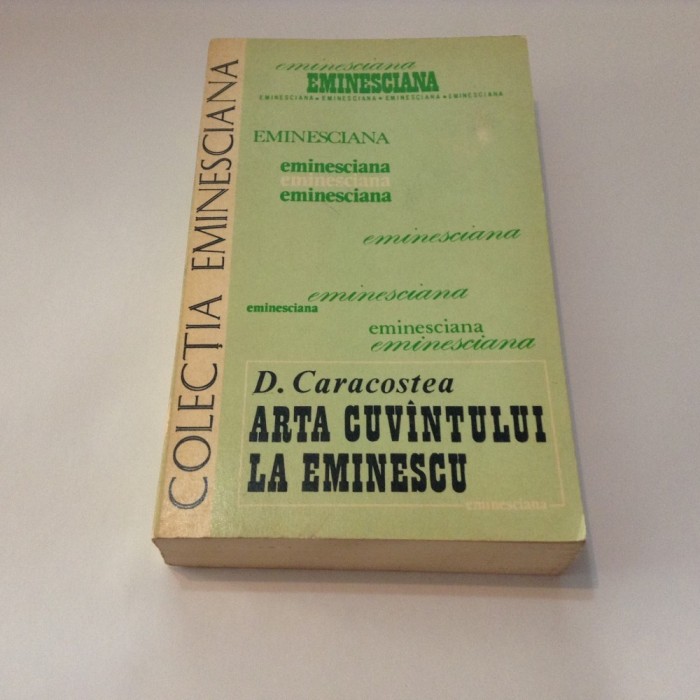 COLECȚIA EMINESCIANA
eminesciana
EMINESCIANA
EMINESCIANA • EMINESCIANA • EMINESCIANA • EMINESCIANA
EMINESCIANA
eminesciana
eminesciana
eminesciana
eminesciana
eminesciana
eminesciana
eminesciana
eminesciana
D. Caracostea
ARTA CUVÎNTULUI
LA EMINESCU
eminesciana